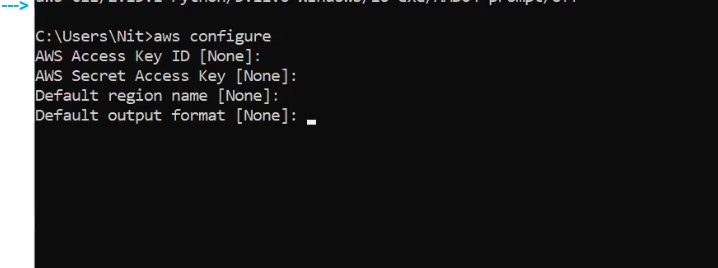 --->
C:\Users\Nit>aws configure
AWS Access Key ID [None]:
AWS Secret Access Key [None]:
Default region name [None]:
Default output format [None]: